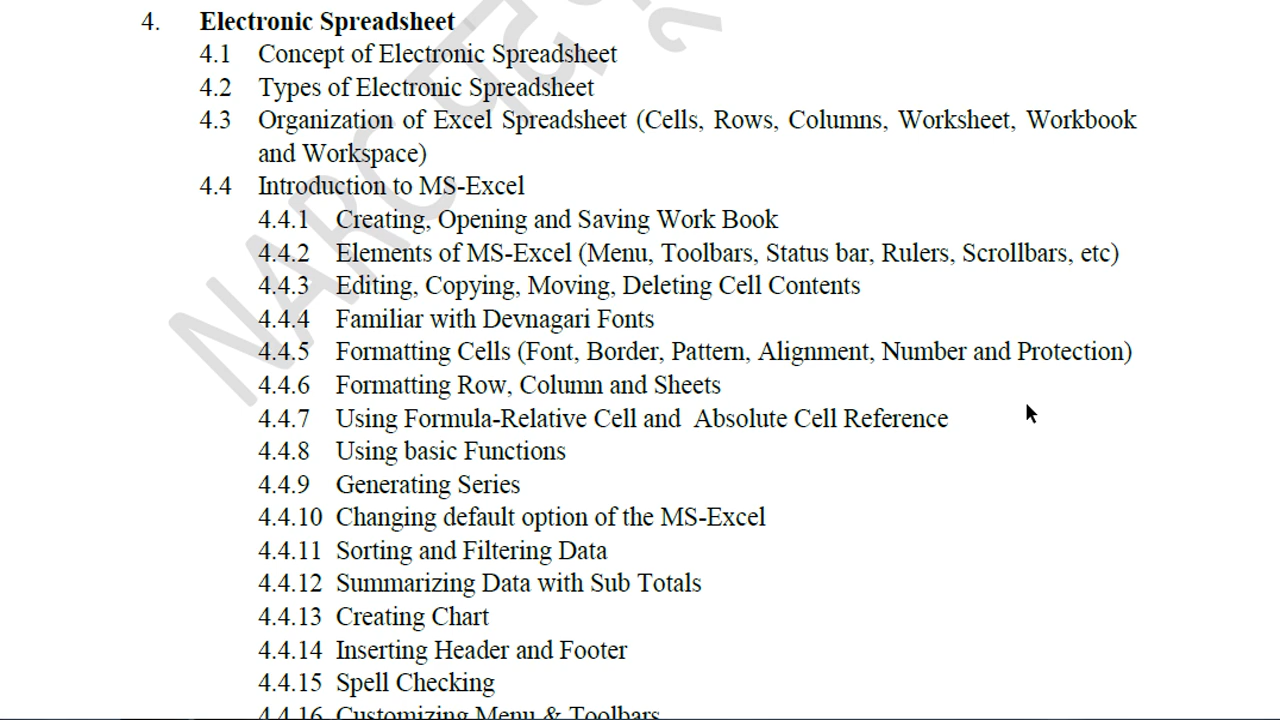 4. Electronic Spreadsheet
4.1 Concept of Electronic Spreadsheet
4.2 Types of Electronic Spreadsheet
4.3 Organization of Excel Spreadsheet (Cells, Rows, Columns, Worksheet, Workbook
and Workspace)
4.4 Introduction to MS-Excel
4.4.1 Creating, Opening and Saving Work Book
4.4.2 Elements of MS-Excel (Menu, Toolbars, Status bar, Rulers, Scrollbars, etc)
4.4.3 Editing, Copying, Moving, Deleting Cell Contents
4.4.4 Familiar with Devnagari Fonts
4.4.5 Formatting Cells (Font, Border, Pattern, Alignment, Number and Protection)
4.4.6 Formatting Row, Column and Sheets
4.4.7 Using Formula-Relative Cell and Absolute Cell Reference
4.4.8 Using basic Functions
4.4.9 Generating Series
4.4.10 Changing default option of the MS-Excel
4.4.11 Sorting and Filtering Data
4.4.12 Summarizing Data with Sub Totals
4.4.13 Creating Chart
4.4.14 Inserting Header and Footer
4.4.15 Spell Checking
4.4.16 Customizing Menu & Toolbars
NARC